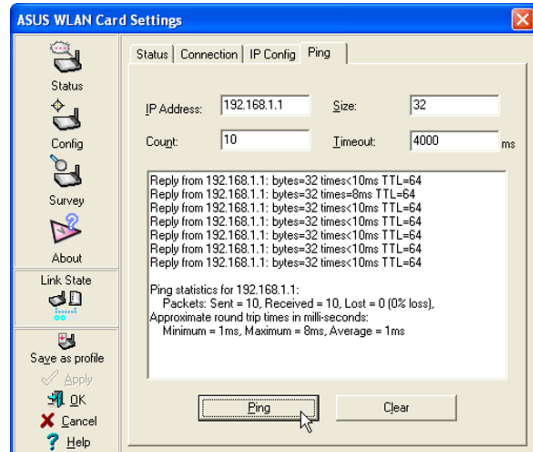 ASUS WLAN Card Settings
Status
Config
Survey
About
Link State
Save as profile
Apply
OK
Cancel
Help
Status Connection IP Config Ping
IP Address: 192.168.1.1 Size: 32
Count: 10 Timeout: 4000 ms
Reply from 192.168.1.1: bytes=32 times<10ms TTL=64
Reply from 192.168.1.1: bytes=32 times=8ms TTL=64
Reply from 192.168.1.1: bytes=32 times<10ms TTL=64
Reply from 192.168.1.1: bytes=32 times<10ms TTL=64
Reply from 192.168.1.1: bytes=32 times<10ms TTL=64
Reply from 192.168.1.1: bytes=32 times<10ms TTL=64
Reply from 192.168.1.1: bytes=32 times<10ms TTL=64
Ping statistics for 192.168.1.1:
Packets: Sent = 10, Received = 10, Lost = 0 (0% loss),
Approximate round trip times in milli-seconds:
Minimum = 1ms, Maximum = 8ms, Average = 1ms
Ping Clear